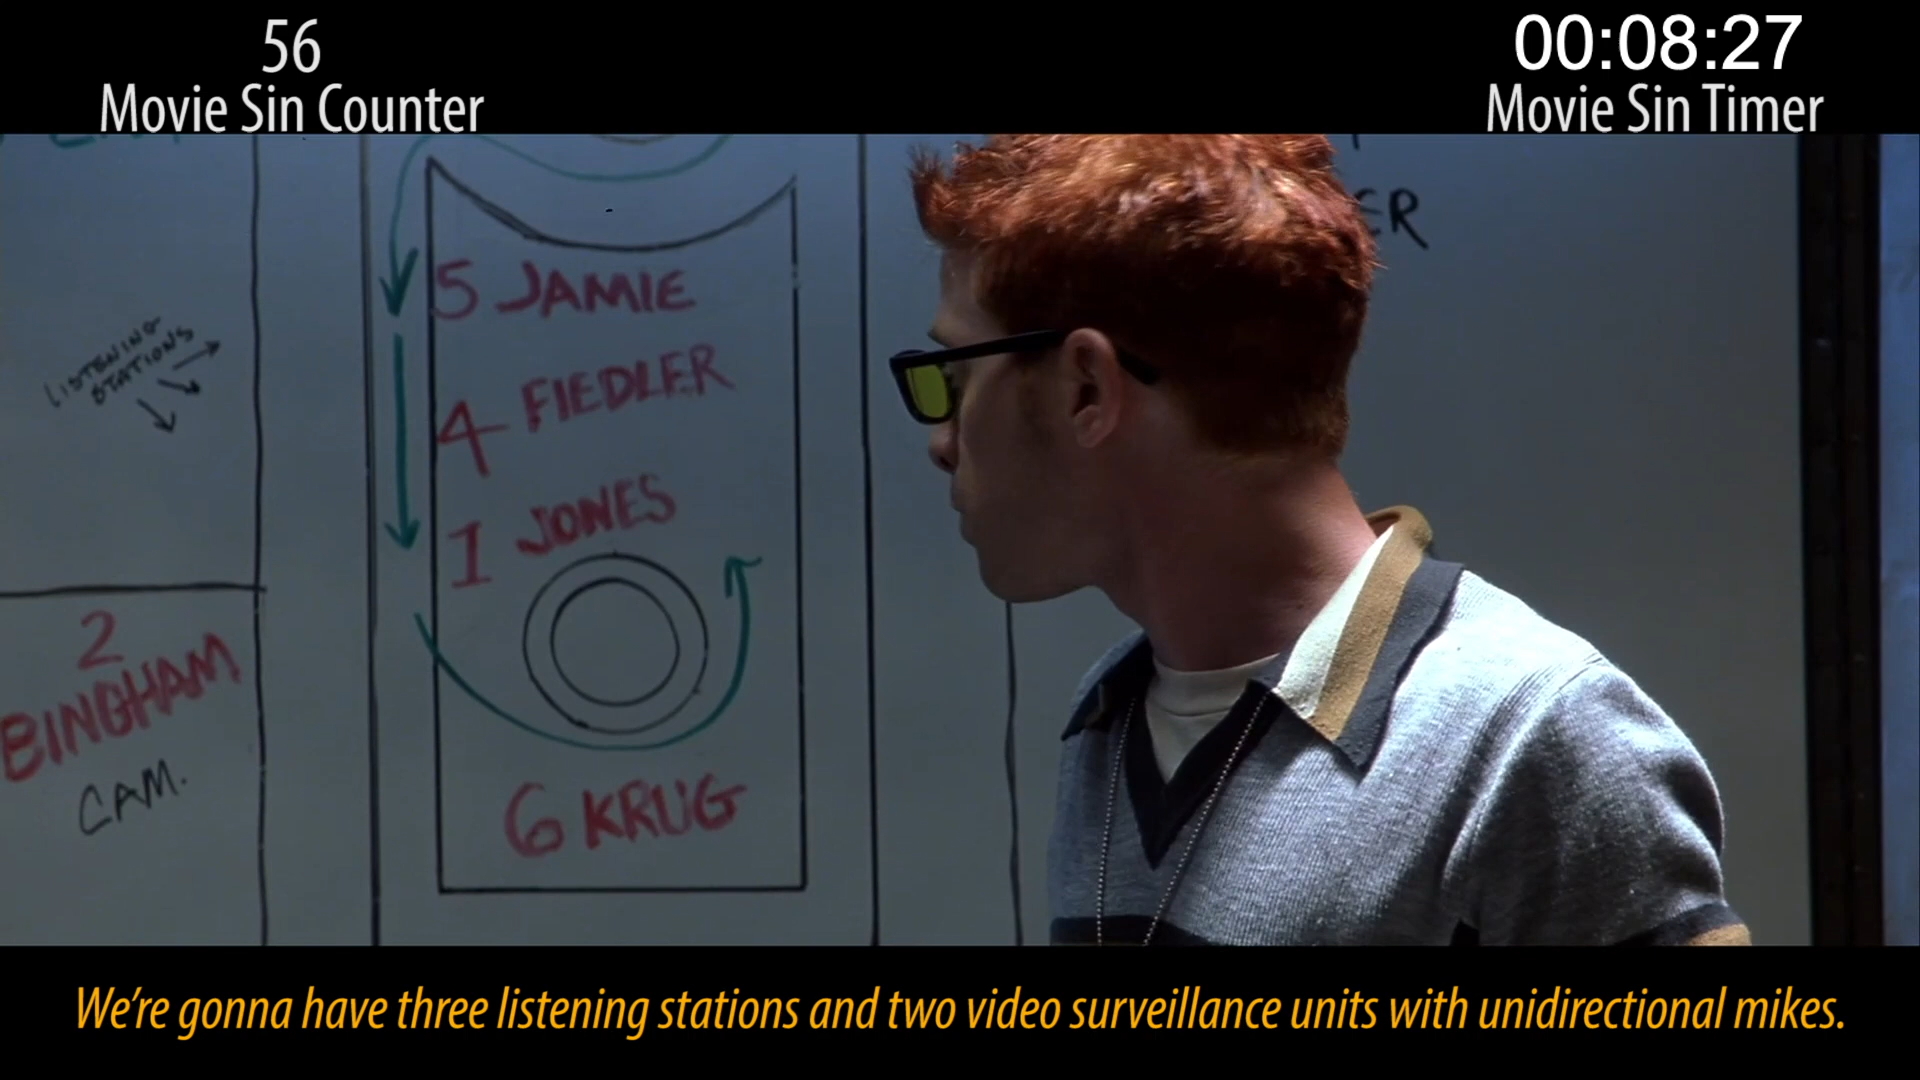 56
Movie Sin Counter
00:08:27
Movie Sin Timer
ER
LISTENING
STATIONS
5 JAMIE
4 FIEDLER
1 JONES
2
BINGHAM
CAM.
6 KRUG
We're gonna have three listening stations and two video surveillance units with unidirectional mikes.